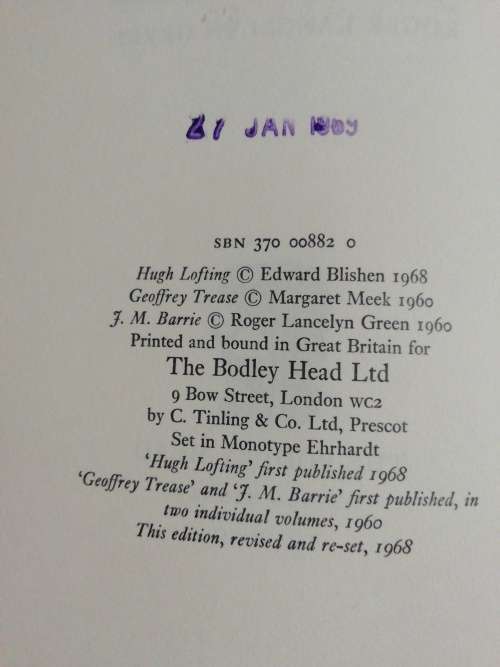 JAN 1969
SBN 370 00882 0
Hugh Lofting © Edward Blishen 1968
Geoffrey Trease © Margaret Meek 1960
J. M. Barrie © Roger Lancelyn Green 1960
Printed and bound in Great Britain for
The Bodley Head Ltd
9 Bow Street, London WC2
by C. Tinling & Co. Ltd, Prescot
Set in Monotype Ehrhardt
'Hugh Lofting' first published 1968
'Geoffrey Trease' and 'J. M. Barrie' first published, in
two individual volumes, 1960
This edition, revised and re-set, 1968